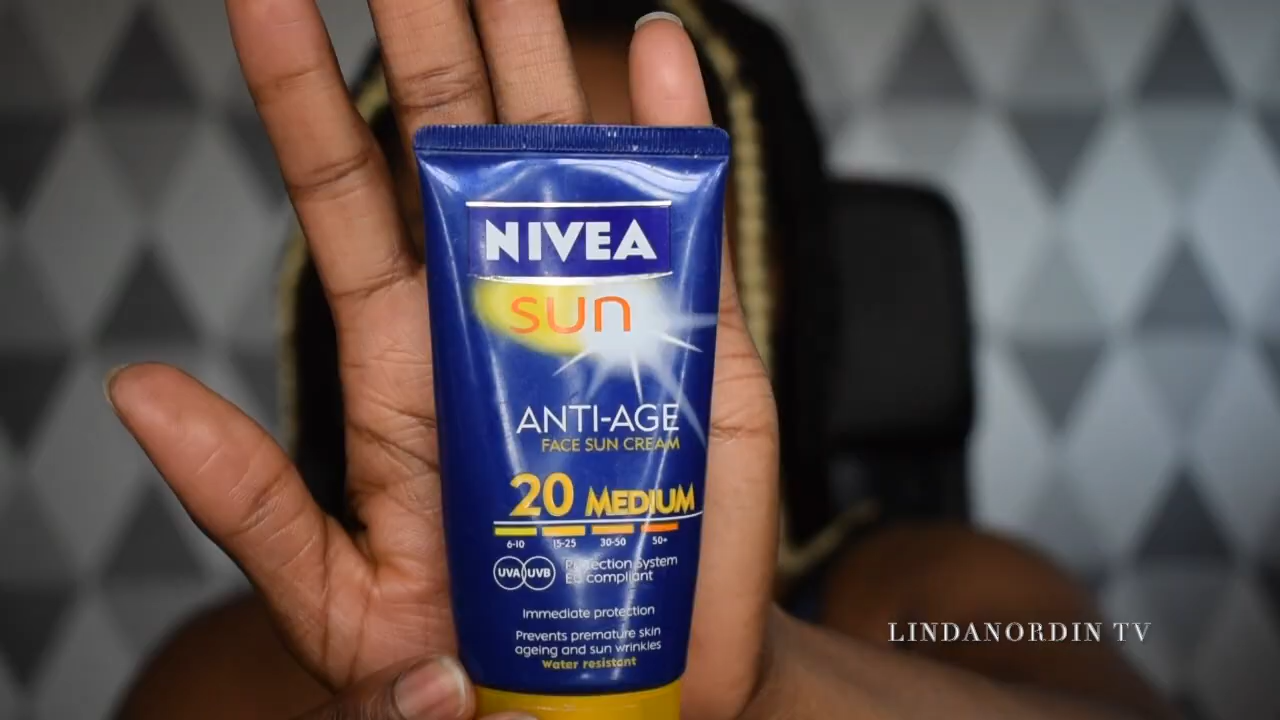 NIVEA
sun
ANTI-AGE
FACE SUN CREAM
20 MEDIUM
6-10 15-25 30-50 50+
UVA UVB Protection System
EU compliant
Immediate protection
Prevents premature skin
ageing and sun wrinkles
Water resistant
LINDANORDIN TV